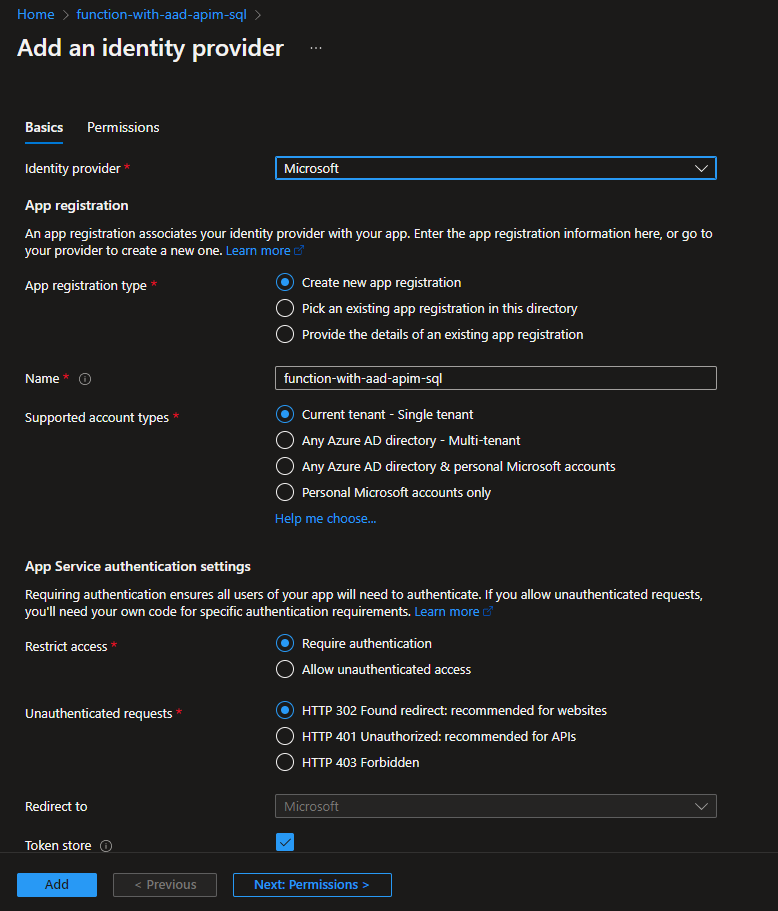 Home > function-with-aad-apim-sql >
Add an identity provider ...
Basics Permissions
Identity provider * Microsoft
App registration
An app registration associates your identity provider with your app. Enter the app registration information here, or go to
your provider to create a new one. Learn more
App registration type * Create new app registration
Pick an existing app registration in this directory
Provide the details of an existing app registration
Name * function-with-aad-apim-sql
Supported account types * Current tenant - Single tenant
Any Azure AD directory - Multi-tenant
Any Azure AD directory & personal Microsoft accounts
Personal Microsoft accounts only
Help me choose...
App Service authentication settings
Requiring authentication ensures all users of your app will need to authenticate. If you allow unauthenticated requests,
you'll need your own code for specific authentication requirements. Learn more
Restrict access * Require authentication
Allow unauthenticated access
Unauthenticated requests * HTTP 302 Found redirect: recommended for websites
HTTP 401 Unauthorized: recommended for APIs
HTTP 403 Forbidden
Redirect to Microsoft
Token store
Add < Previous Next: Permissions >